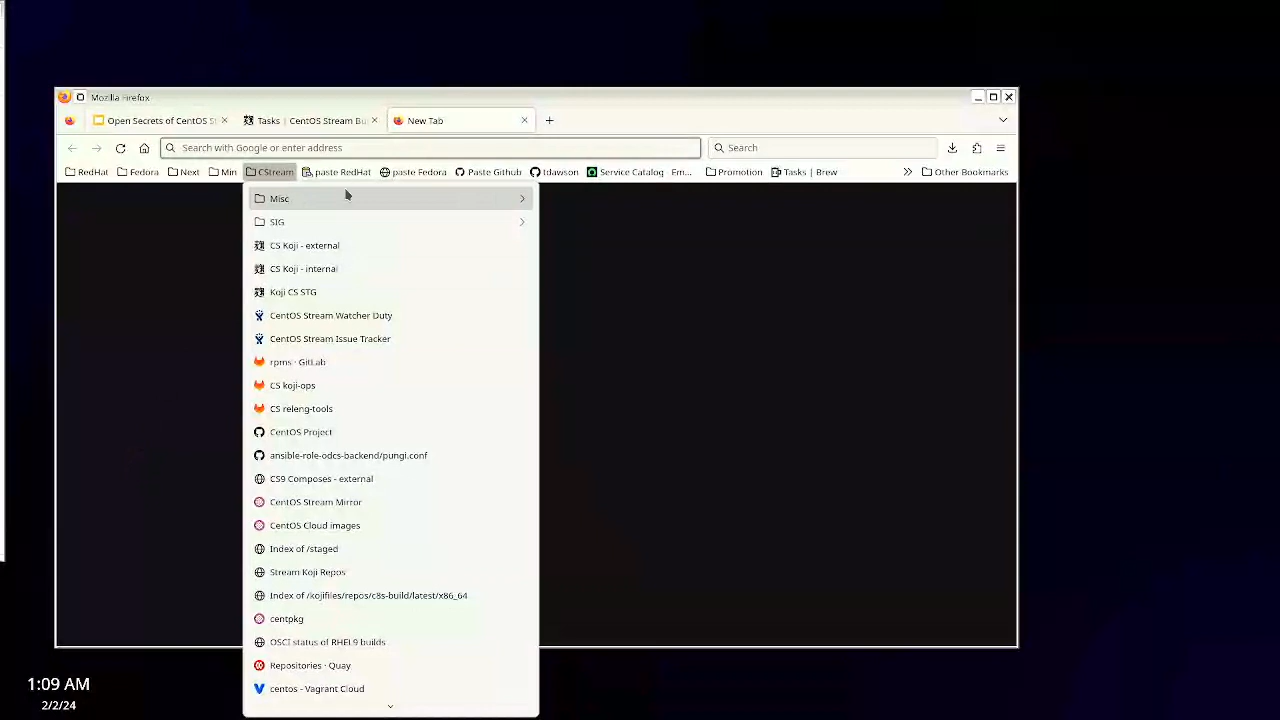 Mozilla Firefox
Open Secrets of CentOS St
Tasks | CentOS Stream Bu
New Tab
Search with Google or enter address
Search
RedHat
Fedora
Next
Min
CStream
paste RedHat
paste Fedora
Paste Github
tdawson
Service Catalog - Em...
Promotion
Tasks | Brew
Other Bookmarks
Misc
SIG
CS Koji - external
CS Koji - internal
Koji CS STG
CentOS Stream Watcher Duty
CentOS Stream Issue Tracker
rpms · GitLab
CS koji-ops
CS releng-tools
CentOS Project
ansible-role-odcs-backend/pungi.conf
CS9 Composes - external
CentOS Stream Mirror
CentOS Cloud images
Index of /staged
Stream Koji Repos
Index of /kojifiles/repos/c8s-build/latest/x86_64
centpkg
OSCI status of RHEL9 builds
Repositories · Quay
centos - Vagrant Cloud
1:09 AM
2/2/24